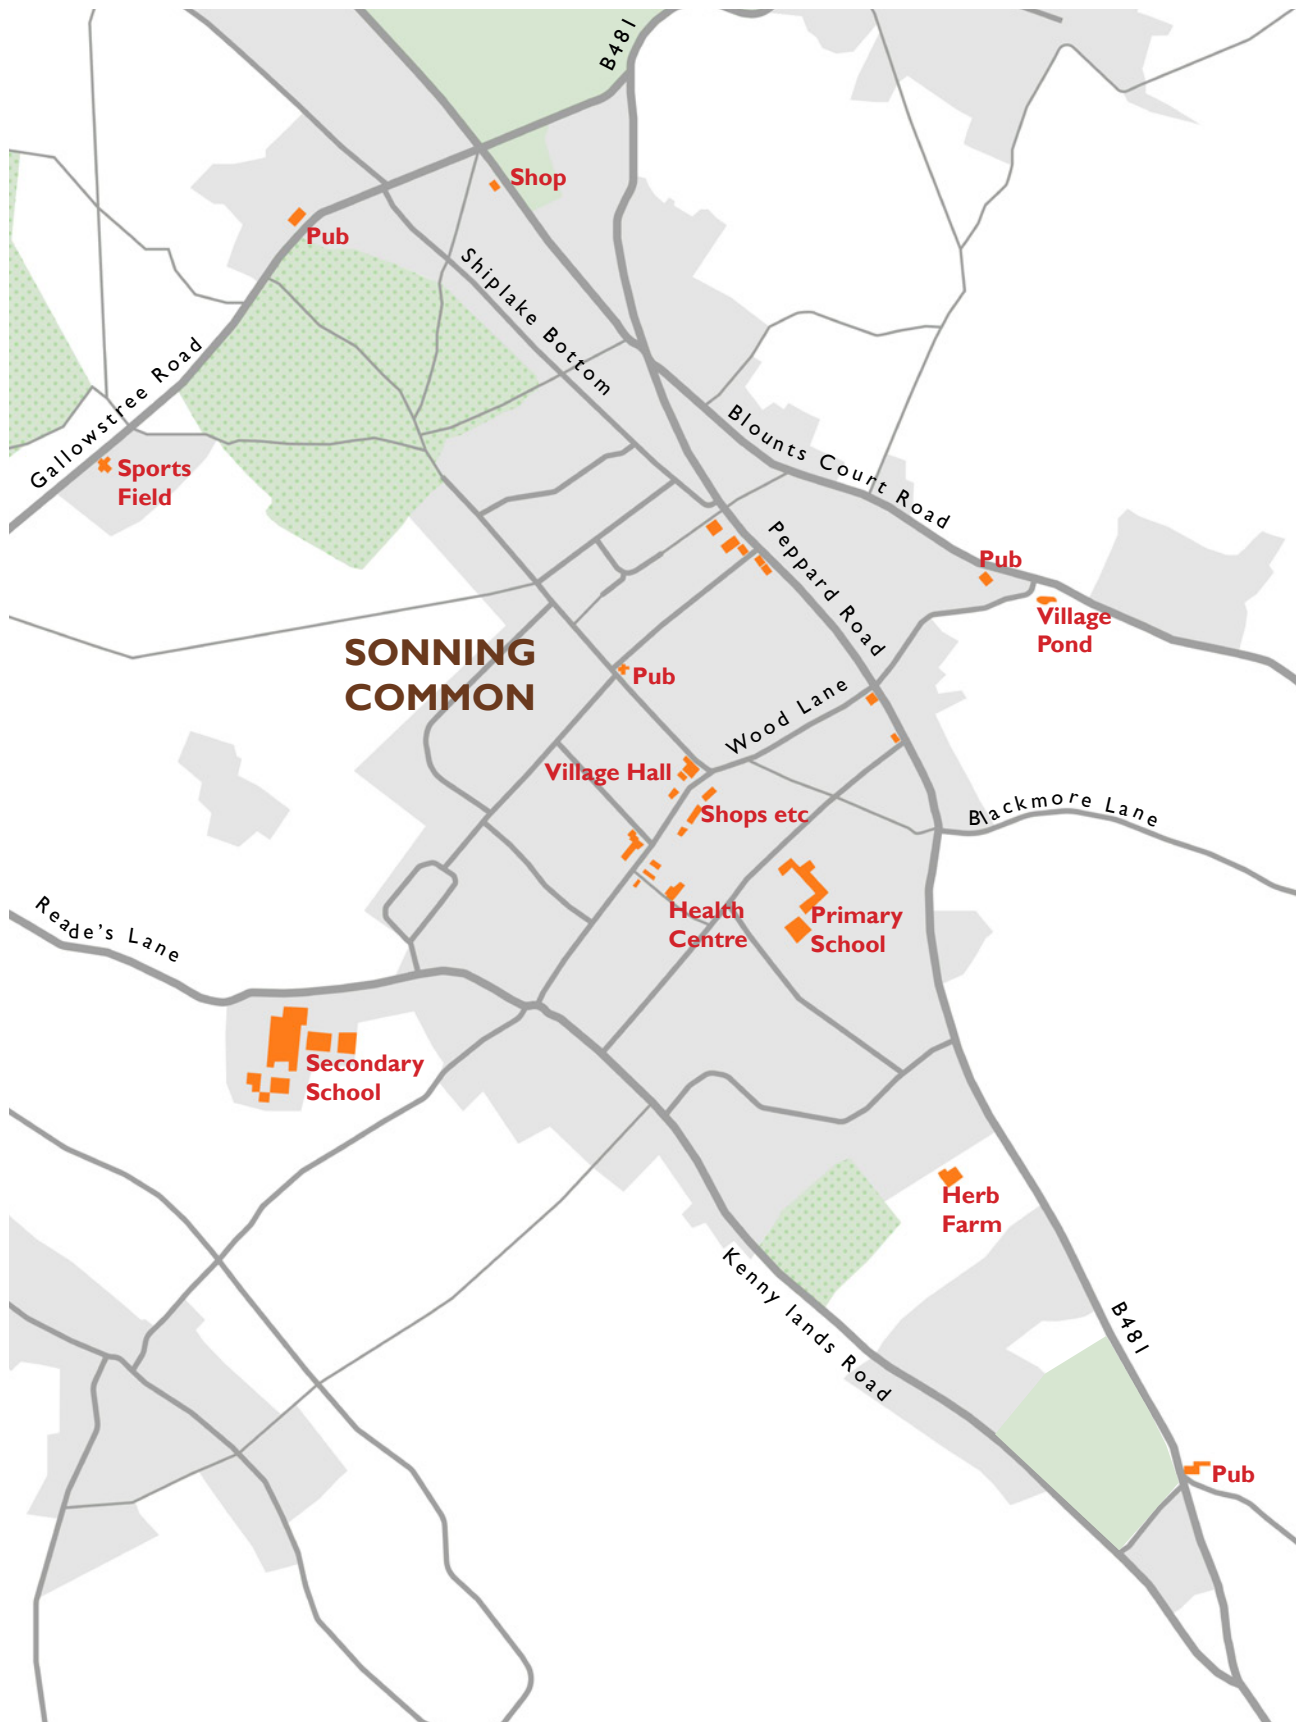 B481
Shop
Pub
Shiplake Bottom
Gallowstree Road
Blounts Court Road
Sports
Field
Peppard Road
Pub
Village
Pond
SONNING
COMMON
Pub
Wood Lane
Village Hall
Shops etc
Blackmore Lane
Reade's Lane
Health
Centre
Primary
School
Secondary
School
Herb
Farm
Kenny lands Road
B481
Pub